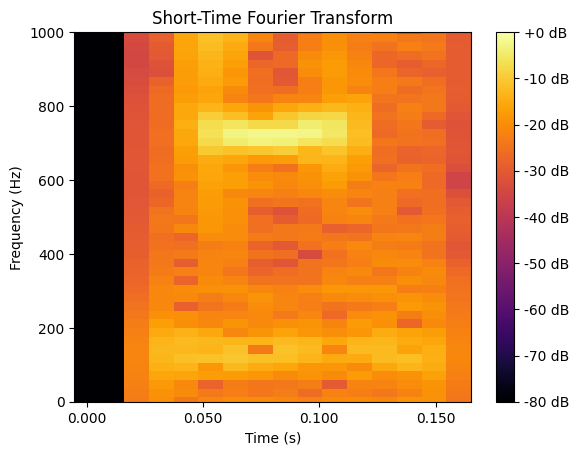 Short-Time Fourier Transform
1000
800
600
400
200
0
Frequency (Hz)
0.000
0.050
0.100
0.150
Time (s)
+0 dB
-10 dB
-20 dB
-30 dB
-40 dB
-50 dB
-60 dB
-70 dB
-80 dB